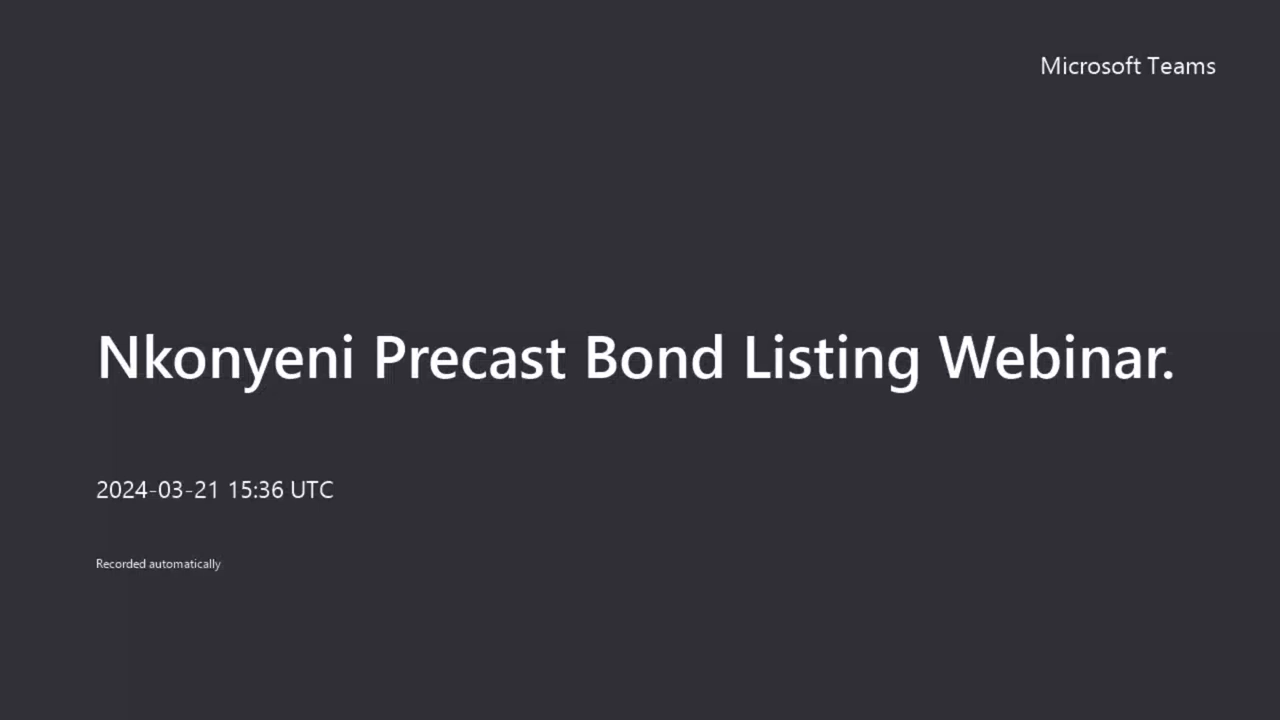 Microsoft Teams
Nkonyeni Precast Bond Listing Webinar.
2024-03-21 15:36 UTC
Recorded automatically